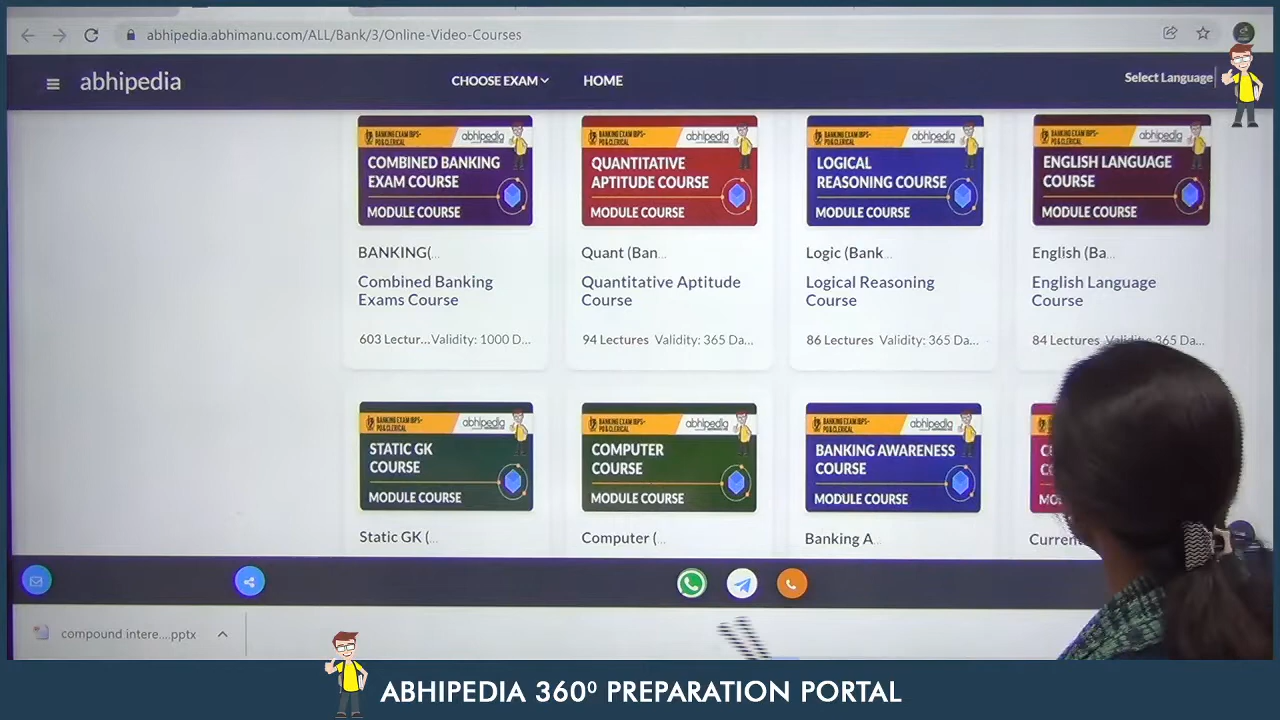 abhipedia.abhimanu.com/ALL/Bank/3/Online-Video-Courses
abhipedia
CHOOSE EXAM
HOME
Select Language
BANKING EXAM IBPS-
PO & CLERICAL
abhipedia
COMBINED BANKING
EXAM COURSE
MODULE COURSE
BANKING EXAM IBPS-
PO & CLERICAL
abhipedia
QUANTITATIVE
APTITUDE COURSE
MODULE COURSE
BANKING EXAM IBPS-
PO & CLERICAL
abhipedia
LOGICAL
REASONING COURSE
MODULE COURSE
BANKING EXAM IBPS-
PO & CLERICAL
abhipedia
ENGLISH LANGUAGE
COURSE
MODULE COURSE
BANKING(...
Quant (Ban...
Logic (Bank...
English (Ba...
Combined Banking
Exams Course
Quantitative Aptitude
Course
Logical Reasoning
Course
English Language
Course
603 Lectur... Validity: 1000 D...
94 Lectures Validity: 365 Da...
86 Lectures Validity: 365 Da...
84 Lectures Validity: 365 Da...
BANKING EXAM IBPS-
PO & CLERICAL
abhipedia
STATIC GK
COURSE
MODULE COURSE
BANKING EXAM IBPS-
PO & CLERICAL
abhipedia
COMPUTER
COURSE
MODULE COURSE
BANKING EXAM IBPS-
PO & CLERICAL
abhipedia
BANKING AWARENESS
COURSE
MODULE COURSE
Static GK (...
Computer (...
Banking A...
compound intere....pptx
ABHIPEDIA 360⁰ PREPARATION PORTAL